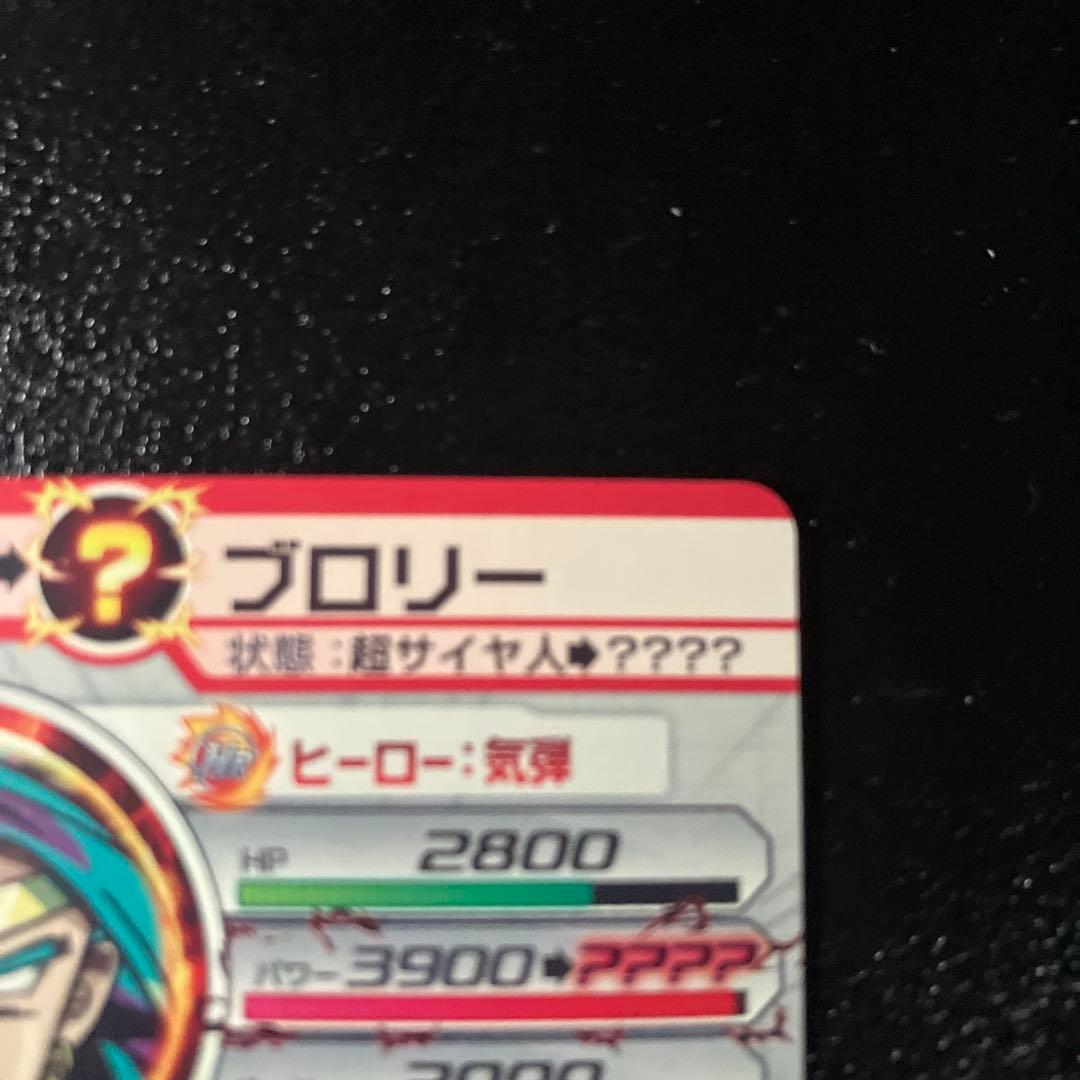 ?
ブロリー
状態：超サイヤ人➡????
ヒーロー：気弾
HP 2800
パワー 3900➡????